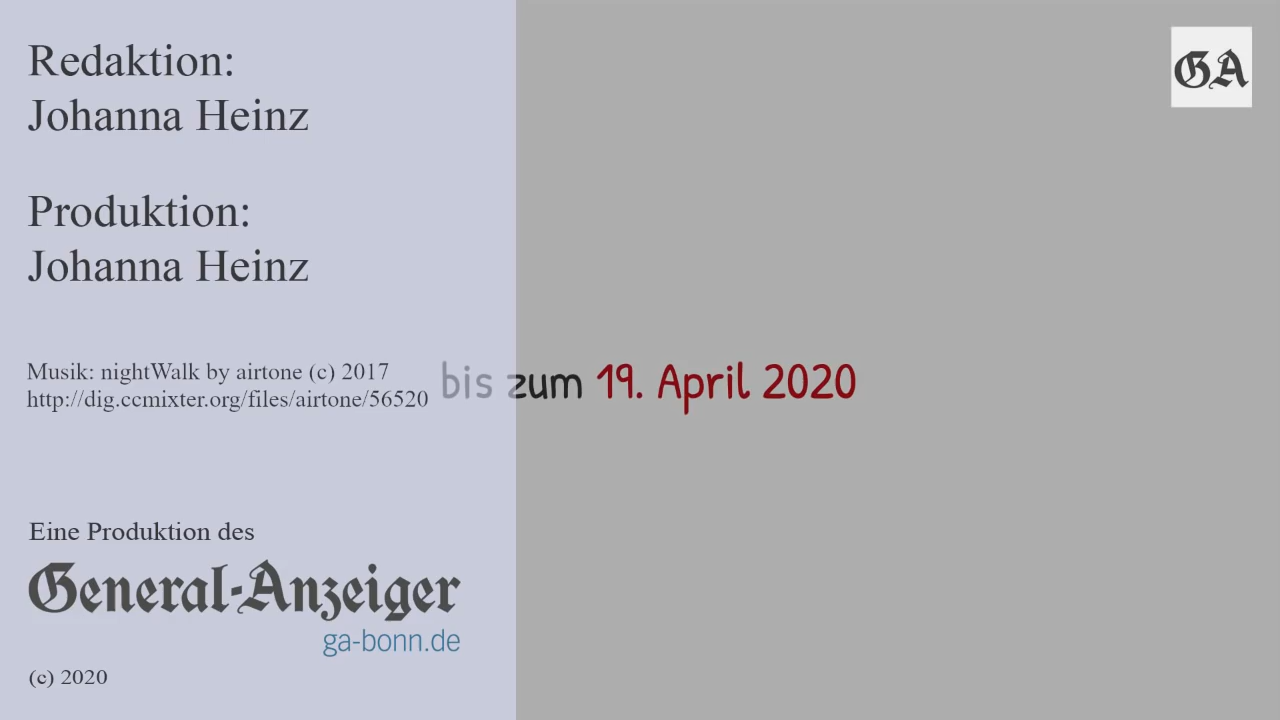 Redaktion:
Johanna Heinz
Produktion:
Johanna Heinz
Musik: nightWalk by airtone (c) 2017
http://dig.ccmixter.org/files/airtone/56520
bis zum 19. April 2020
Eine Produktion des
General-Anzeiger
ga-bonn.de
(c) 2020
GA